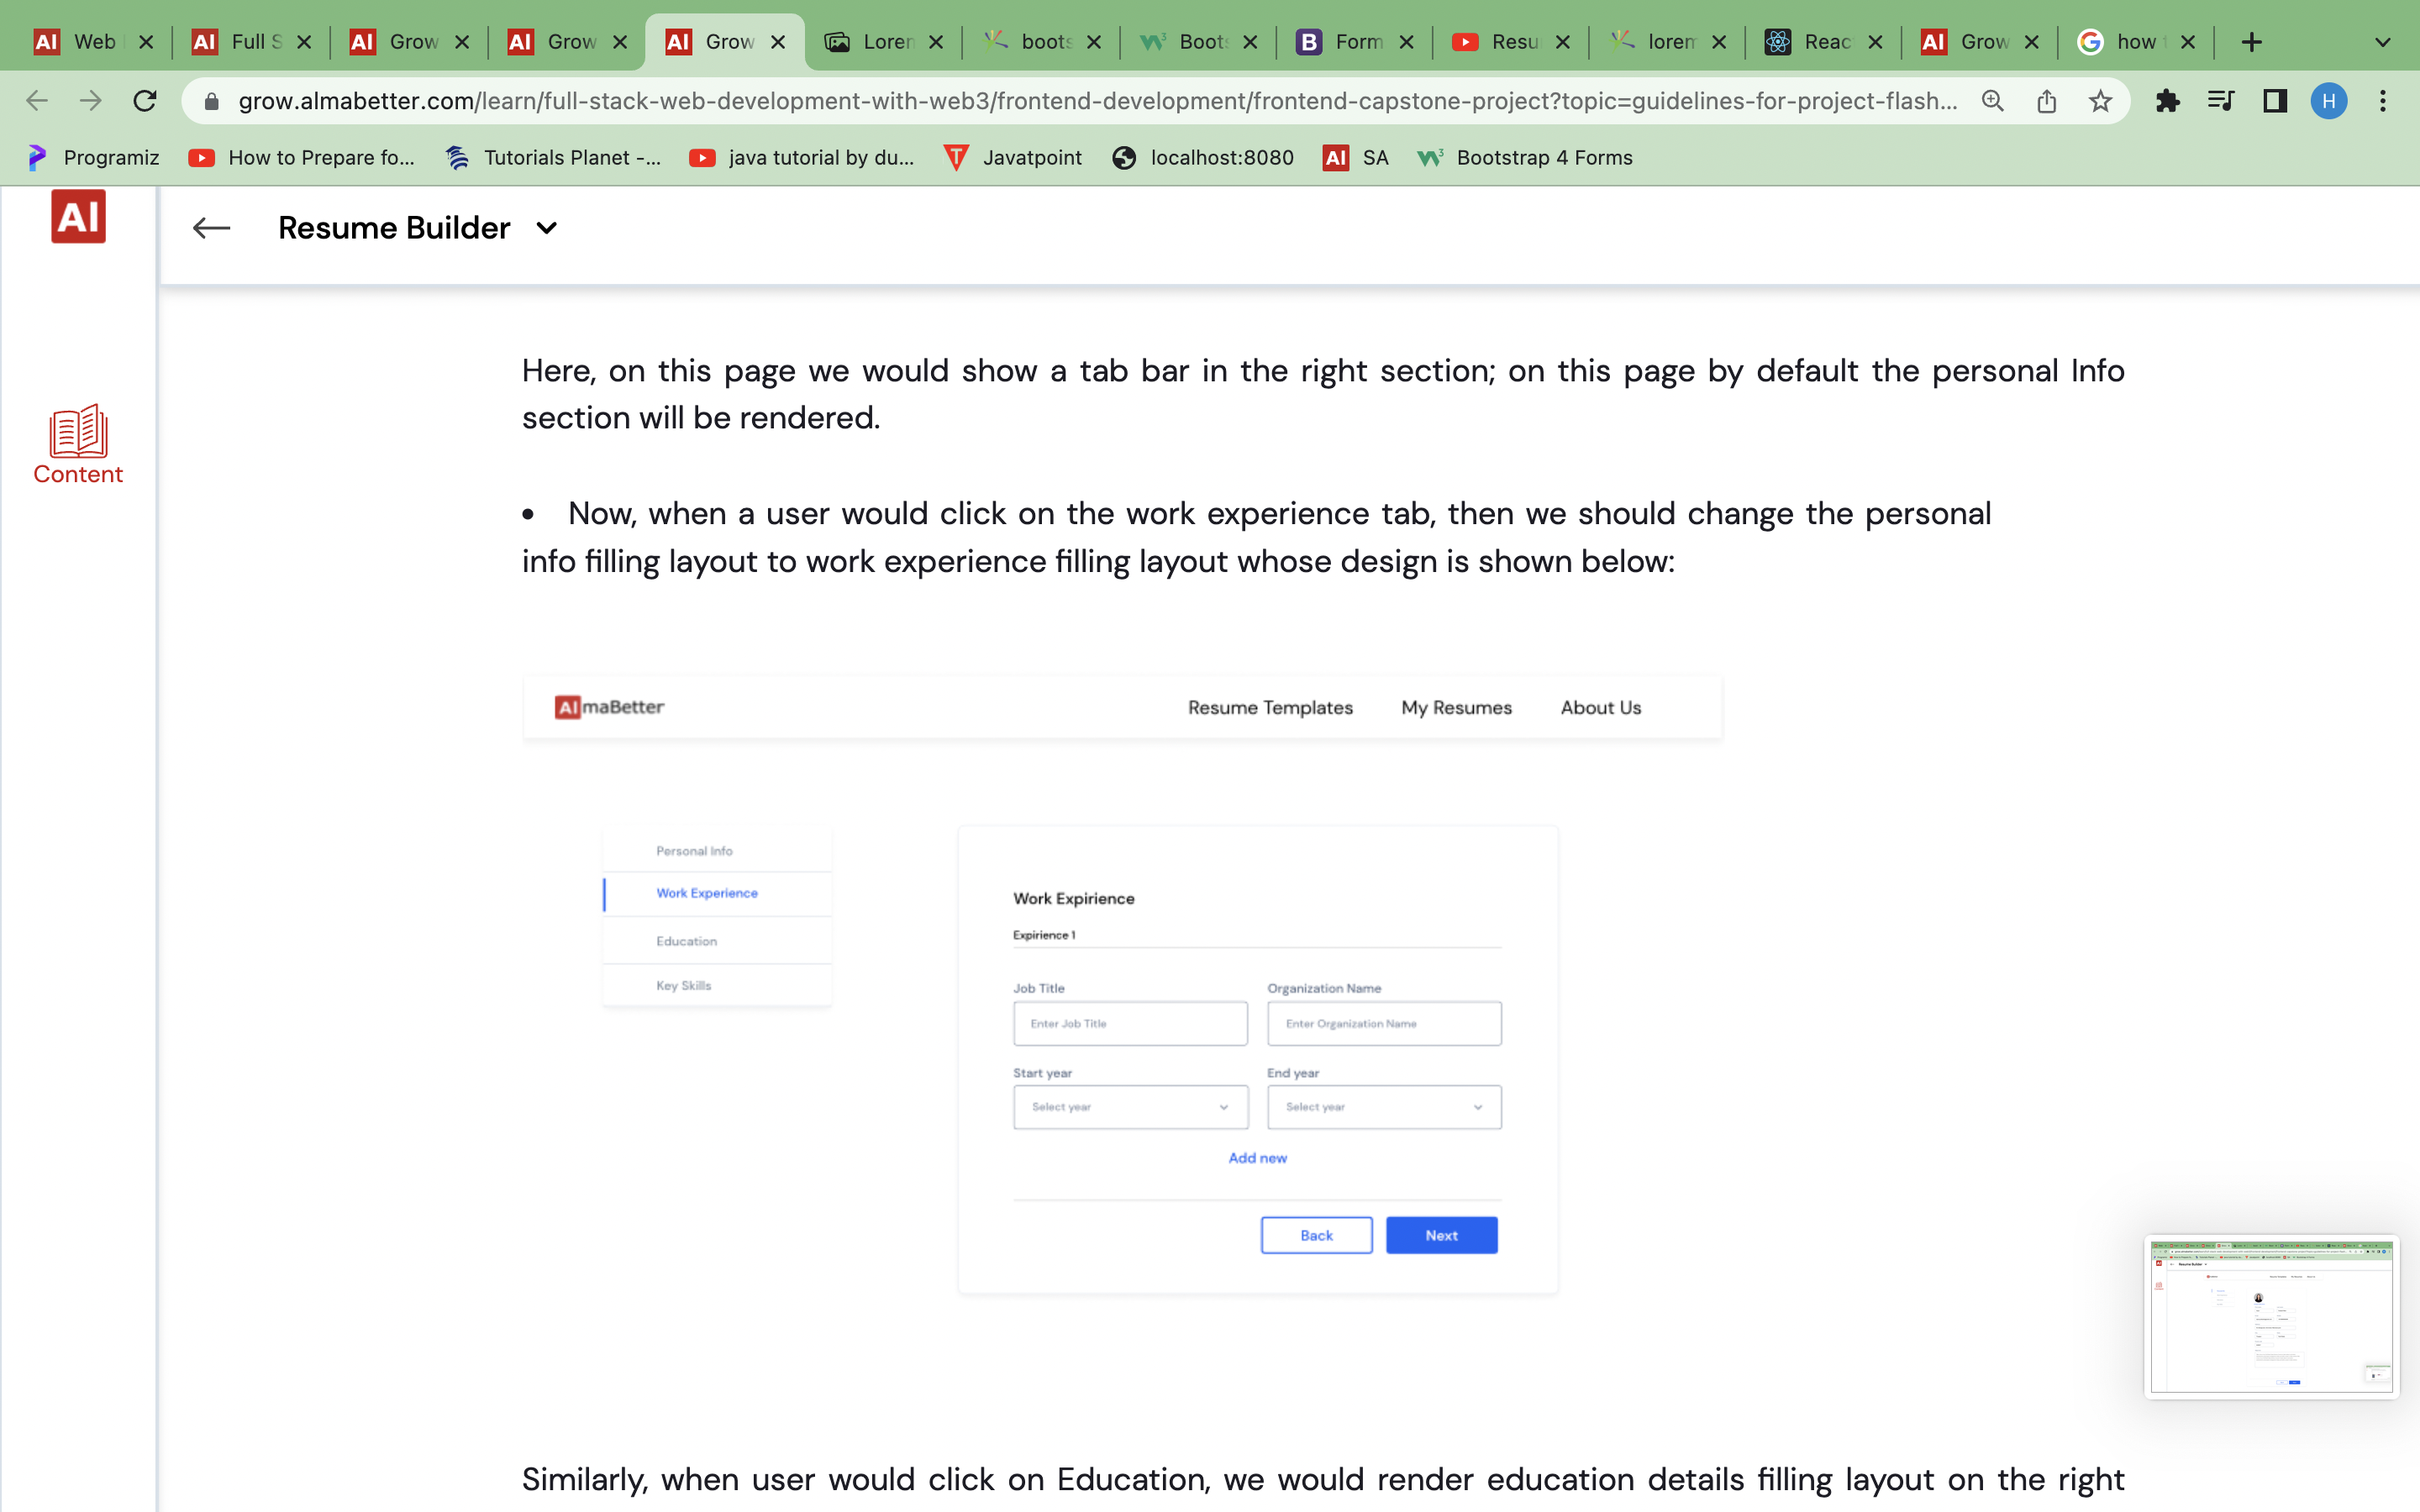 AI Web
AI Full S
AI Grow
AI Grow
AI Grow
Loren
boots
Boots
B Form
Resu
lorem
Reac
AI Grow
G how t
grow.almabetter.com/learn/full-stack-web-development-with-web3/frontend-development/frontend-capstone-project?topic=guidelines-for-project-flash...
H
Programiz
How to Prepare fo...
Tutorials Planet -...
java tutorial by du...
Javatpoint
localhost:8080
AI SA
Bootstrap 4 Forms
AI
Resume Builder
Content
Here, on this page we would show a tab bar in the right section; on this page by default the personal Info
section will be rendered.
• Now, when a user would click on the work experience tab, then we should change the personal
info filling layout to work experience filling layout whose design is shown below:
AlmaBetter
Resume Templates
My Resumes
About Us
Personal Info
Work Experience
Education
Key Skills
Work Expirience
Expirience 1
Job Title
Organization Name
Enter Job Title
Enter Organization Name
Start year
End year
Select year
Select year
Add new
Back
Next
Similarly, when user would click on Education, we would render education details filling layout on the right